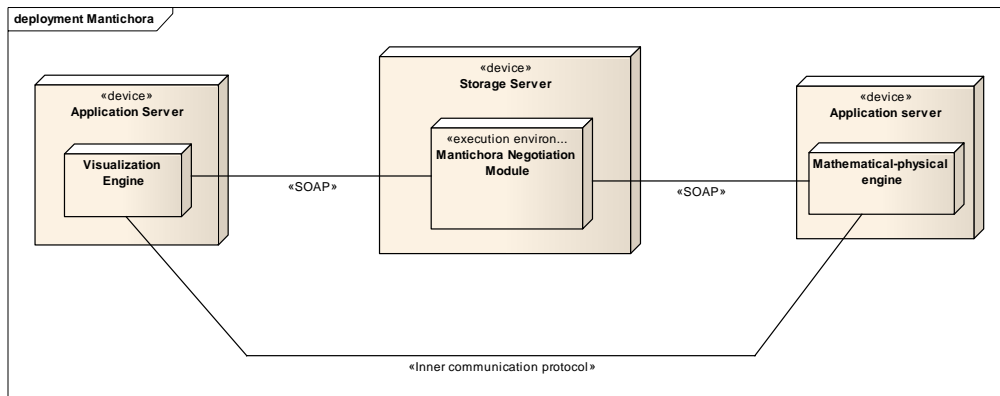 deployment Mantichora
«device»
Application Server
Visualization
Engine
«SOAP»
«device»
Storage Server
«execution environ...
Mantichora Negotiation
Module
«SOAP»
«device»
Application server
Mathematical-physical
engine
«Inner communication protocol»